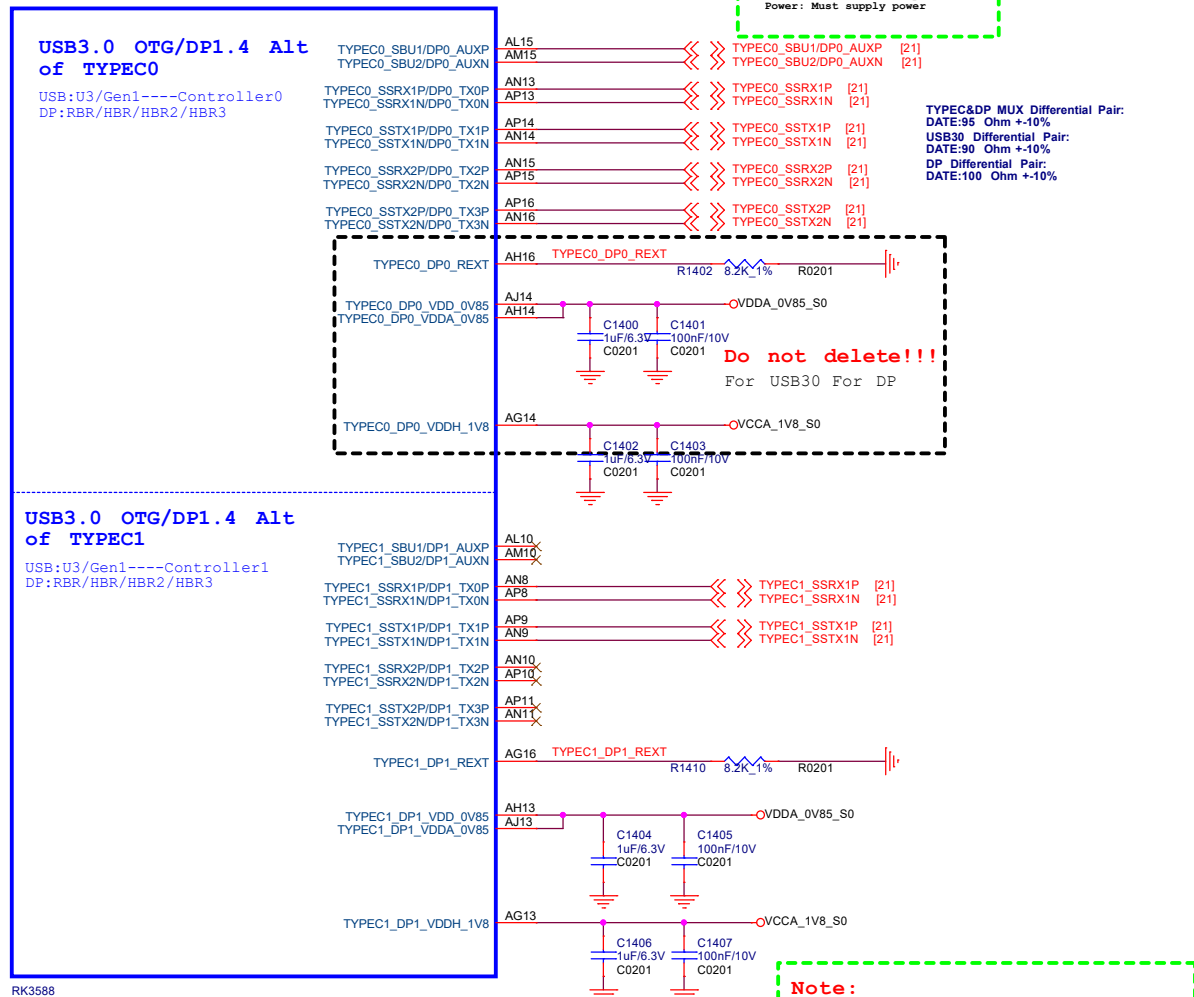 Power: Must supply power
USB3.0 OTG/DP1.4 Alt
of TYPEC0
USB:U3/Gen1----Controller0
DP:RBR/HBR/HBR2/HBR3
TYPEC0_SBU1/DP0_AUXP AL15 TYPEC0_SBU1/DP0_AUXP [21]
TYPEC0_SBU2/DP0_AUXN AM15 TYPEC0_SBU2/DP0_AUXN [21]
TYPEC0_SSRX1P/DP0_TX0P AN13 TYPEC0_SSRX1P [21]
TYPEC0_SSRX1N/DP0_TX0N AP13 TYPEC0_SSRX1N [21]
TYPEC0_SSTX1P/DP0_TX1P AP14 TYPEC0_SSTX1P [21]
TYPEC0_SSTX1N/DP0_TX1N AN14 TYPEC0_SSTX1N [21]
TYPEC0_SSRX2P/DP0_TX2P AN15 TYPEC0_SSRX2P [21]
TYPEC0_SSRX2N/DP0_TX2N AP15 TYPEC0_SSRX2N [21]
TYPEC0_SSTX2P/DP0_TX3P AP16 TYPEC0_SSTX2P [21]
TYPEC0_SSTX2N/DP0_TX3N AN16 TYPEC0_SSTX2N [21]
TYPEC&DP MUX Differential Pair:
DATE:95 Ohm +-10%
USB30 Differential Pair:
DATE:90 Ohm +-10%
DP Differential Pair:
DATE:100 Ohm +-10%
TYPEC0_DP0_REXT AH16 TYPEC0_DP0_REXT
R1402 8.2K_1% R0201
TYPEC0_DP0_VDD_0V85 AJ14 VDDA_0V85_S0
TYPEC0_DP0_VDDA_0V85 AH14
C1400 C1401
1uF/6.3V 100nF/10V
C0201 C0201
Do not delete!!!
For USB30 For DP
TYPEC0_DP0_VDDH_1V8 AG14 VCCA_1V8_S0
C1402 C1403
1uF/6.3V 100nF/10V
C0201 C0201
USB3.0 OTG/DP1.4 Alt
of TYPEC1
USB:U3/Gen1----Controller1
DP:RBR/HBR/HBR2/HBR3
TYPEC1_SBU1/DP1_AUXP AL10
TYPEC1_SBU2/DP1_AUXN AM10
TYPEC1_SSRX1P/DP1_TX0P AN8 TYPEC1_SSRX1P [21]
TYPEC1_SSRX1N/DP1_TX0N AP8 TYPEC1_SSRX1N [21]
TYPEC1_SSTX1P/DP1_TX1P AP9 TYPEC1_SSTX1P [21]
TYPEC1_SSTX1N/DP1_TX1N AN9 TYPEC1_SSTX1N [21]
TYPEC1_SSRX2P/DP1_TX2P AN10
TYPEC1_SSRX2N/DP1_TX2N AP10
TYPEC1_SSTX2P/DP1_TX3P AP11
TYPEC1_SSTX2N/DP1_TX3N AN11
TYPEC1_DP1_REXT AG16 TYPEC1_DP1_REXT
R1410 8.2K_1% R0201
TYPEC1_DP1_VDD_0V85 AH13 VDDA_0V85_S0
TYPEC1_DP1_VDDA_0V85 AJ13
C1404 C1405
1uF/6.3V 100nF/10V
C0201 C0201
TYPEC1_DP1_VDDH_1V8 AG13 VCCA_1V8_S0
C1406 C1407
1uF/6.3V 100nF/10V
C0201 C0201
RK3588
Note: